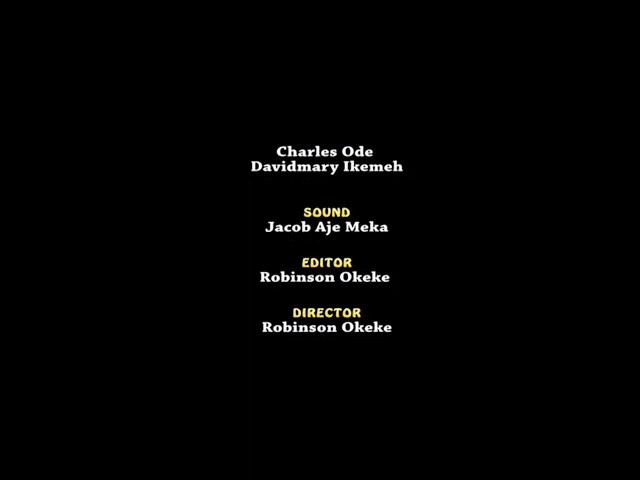 Charles Ode
Davidmary Ikemeh
SOUND
Jacob Aje Meka
EDITOR
Robinson Okeke
DIRECTOR
Robinson Okeke